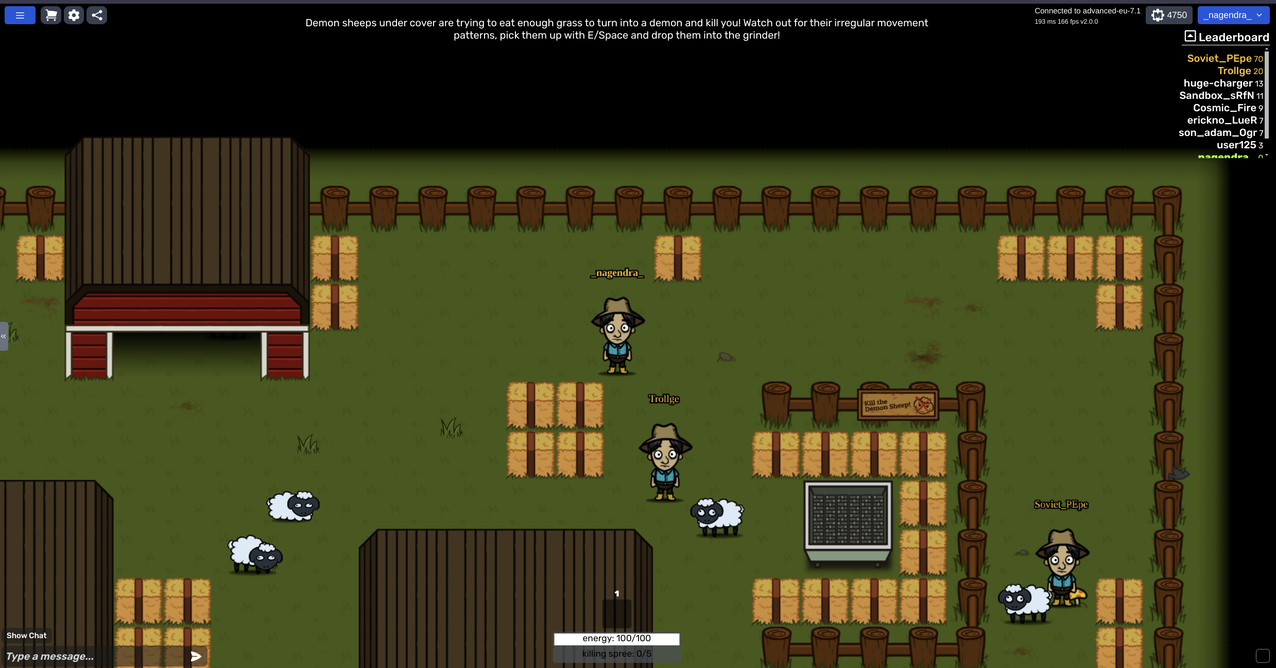 Demon sheeps under cover are trying to eat enough grass to turn into a demon and kill you! Watch out for their irregular movement
patterns, pick them up with E/Space and drop them into the grinder!
Connected to advanced-eu-7.1
193 ms 166 fps v2.0.0
4750
_nagendra_
Leaderboard
Soviet_PEpe 70
Trollge 20
huge-charger 13
Sandbox_sRfN 11
Cosmic_Fire 9
erickno_LueR 7
son_adam_Ogr 7
user125 3
_nagendra_ 0
_nagendra_
Trollge
Kill the
Demon Sheep!
Soviet_PEpe
1
energy: 100/100
killing spree: 0/5
Show Chat
Type a message...